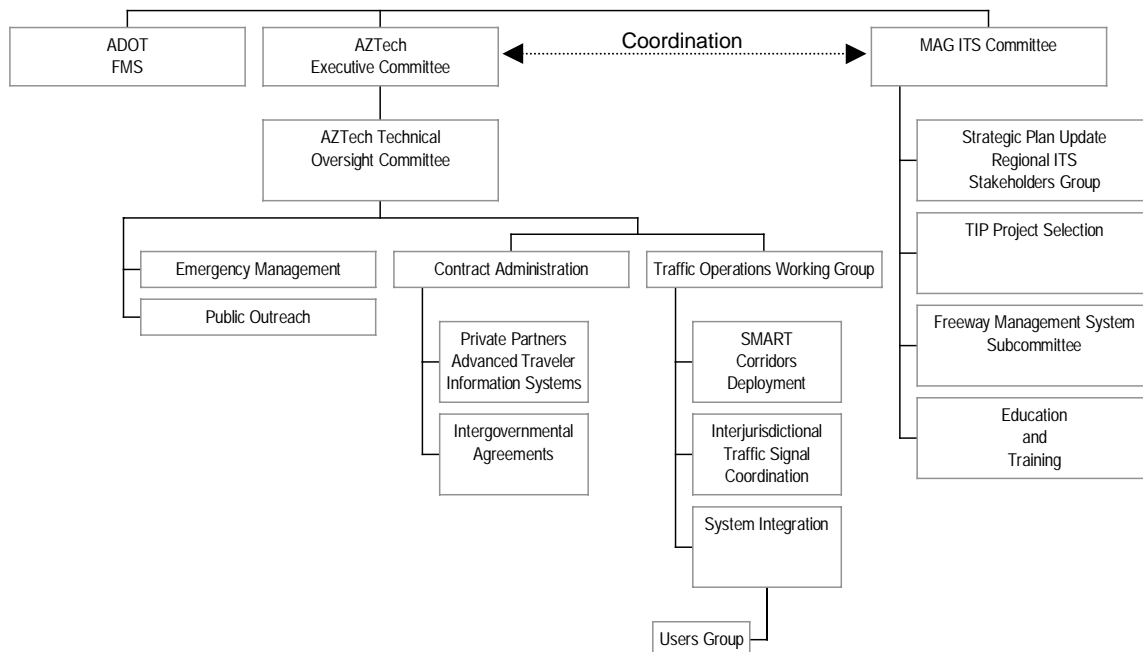 ADOT
FMS
AZTech
Executive Committee
Coordination
MAG ITS Committee
AZTech Technical
Oversight Committee
Strategic Plan Update
Regional ITS
Stakeholders Group
TIP Project Selection
Freeway Management System
Subcommittee
Education
and
Training
Emergency Management
Public Outreach
Contract Administration
Private Partners
Advanced Traveler
Information Systems
Intergovernmental
Agreements
Traffic Operations Working Group
SMART
Corridors
Deployment
Interjurisdictional
Traffic Signal
Coordination
System Integration
Users Group